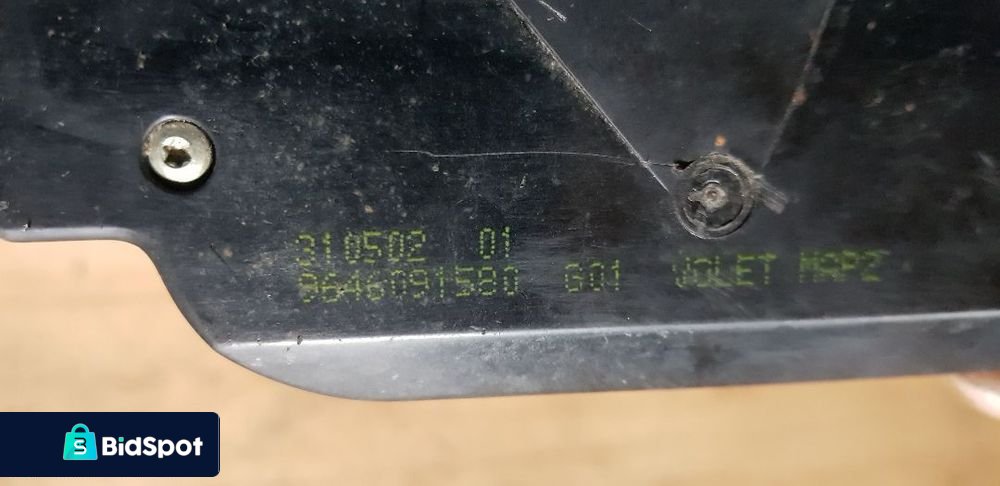 310502 01
9646091580 G01 VOLET MAPZ
BidSpot